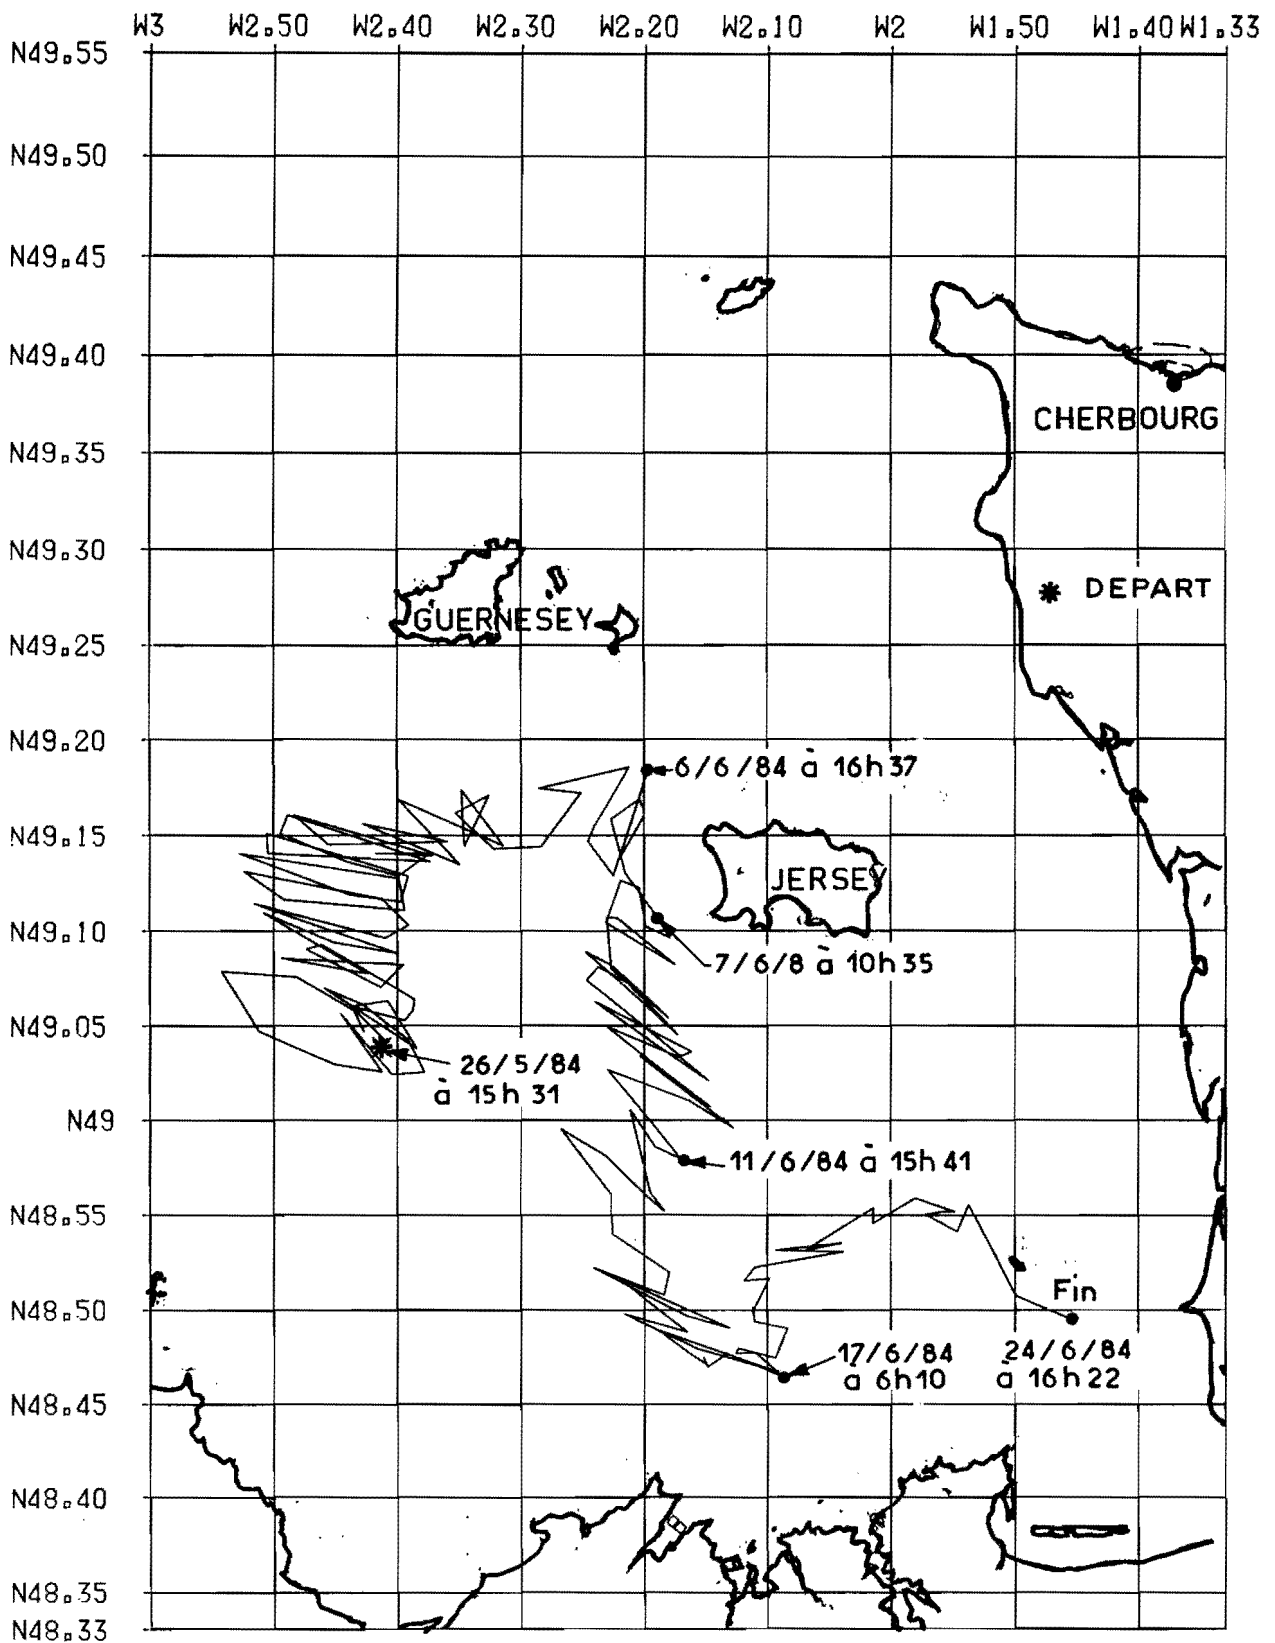 W3 W2.50 W2.40 W2.30 W2.20 W2.10 W2 W1.50 W1.40 W1.33
N49.55
N49.50
N49.45
N49.40
CHERBOURG
N49.35
N49.30
* DEPART
GUERNESEY
N49.25
N49.20
6/6/84 à 16h37
N49.15
JERSEY
N49.10
7/6/8 à 10h35
N49.05
26/5/84
à 15h31
N49
11/6/84 à 15h41
N48.55
Fin
N48.50
17/6/84
à 6h10
24/6/84
à 16h22
N48.45
N48.40
N48.35
N48.33